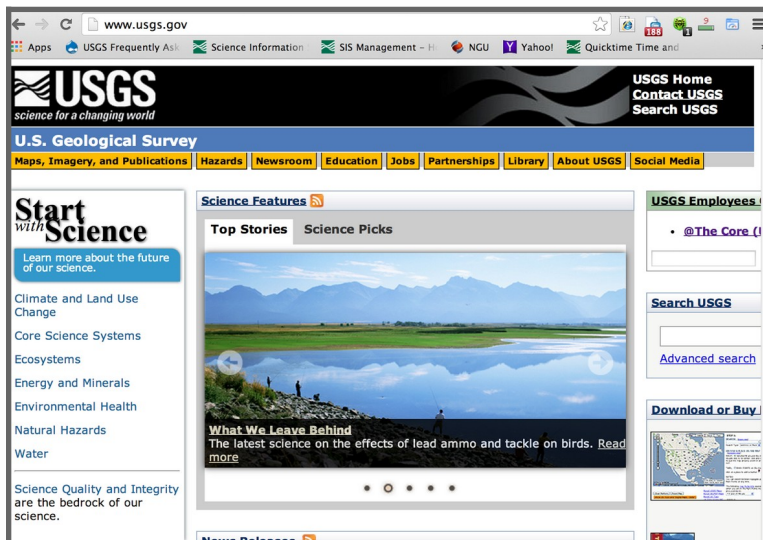 www.usgs.gov
188
1
2
Apps
USGS Frequently Ask
Science Information
SIS Management – H
NGU
Yahoo!
Quicktime Time and
USGS
science for a changing world
USGS Home
Contact USGS
Search USGS
U.S. Geological Survey
Maps, Imagery, and Publications
Hazards
Newsroom
Education
Jobs
Partnerships
Library
About USGS
Social Media
Start
with Science
Learn more about the future
of our science.
Climate and Land Use
Change
Core Science Systems
Ecosystems
Energy and Minerals
Environmental Health
Natural Hazards
Water
Science Quality and Integrity
are the bedrock of our
science.
Science Features
Top Stories
Science Picks
What We Leave Behind
The latest science on the effects of lead ammo and tackle on birds. Read
more
News Releases
USGS Employees
@The Core
Search USGS
Advanced search
Download or Buy